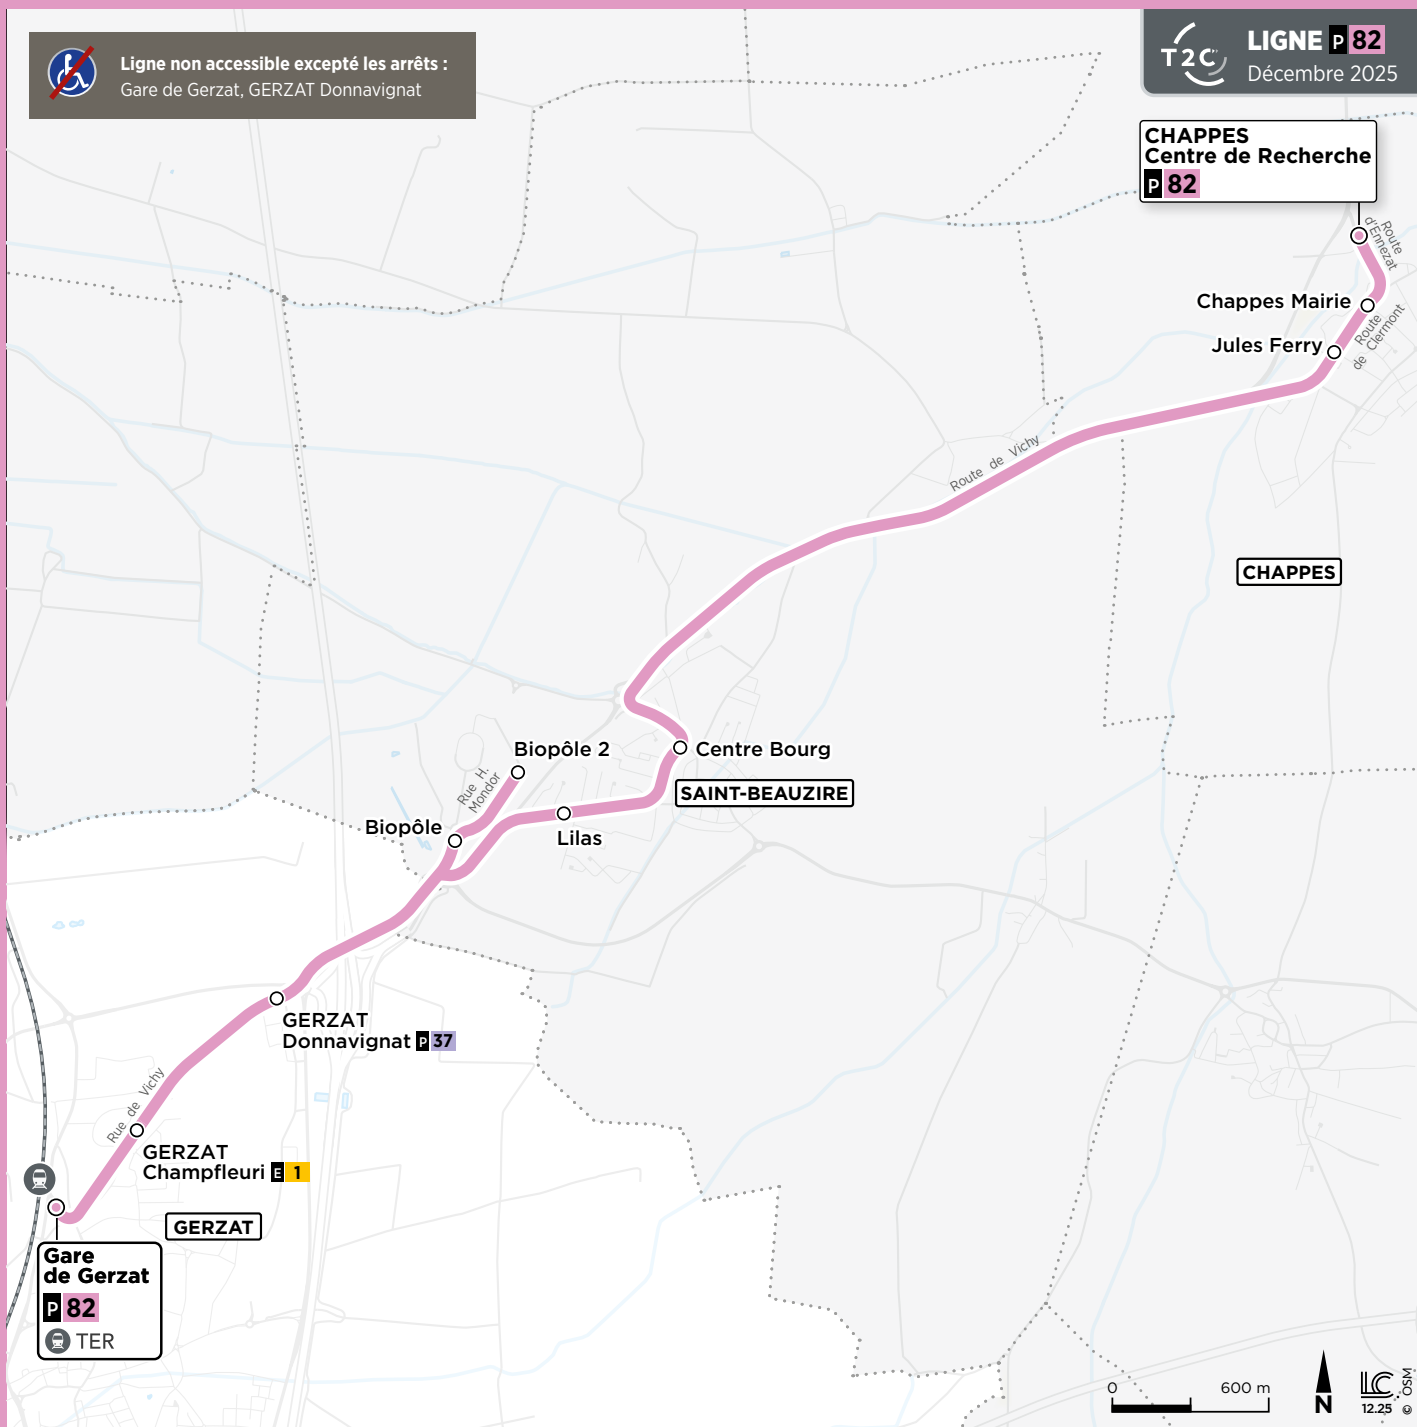 Ligne non accessible excepté les arrêts :
Gare de Gerzat, GERZAT Donnavignat
T2C
LIGNE P 82
Décembre 2025
CHAPPES
Centre de Recherche
P 82
Route
d'Ennezat
Chappes Mairie
Route
de Clermont
Jules Ferry
Route de Vichy
CHAPPES
Biopôle 2
Centre Bourg
Rue H.
Mondor
SAINT-BEAUZIRE
Biopôle
Lilas
GERZAT
Donnavignat P 37
Rue de Vichy
GERZAT
Champfleuri E 1
GERZAT
Gare
de Gerzat
P 82
TER
0 600 m
N
LC
12.25
© OSM